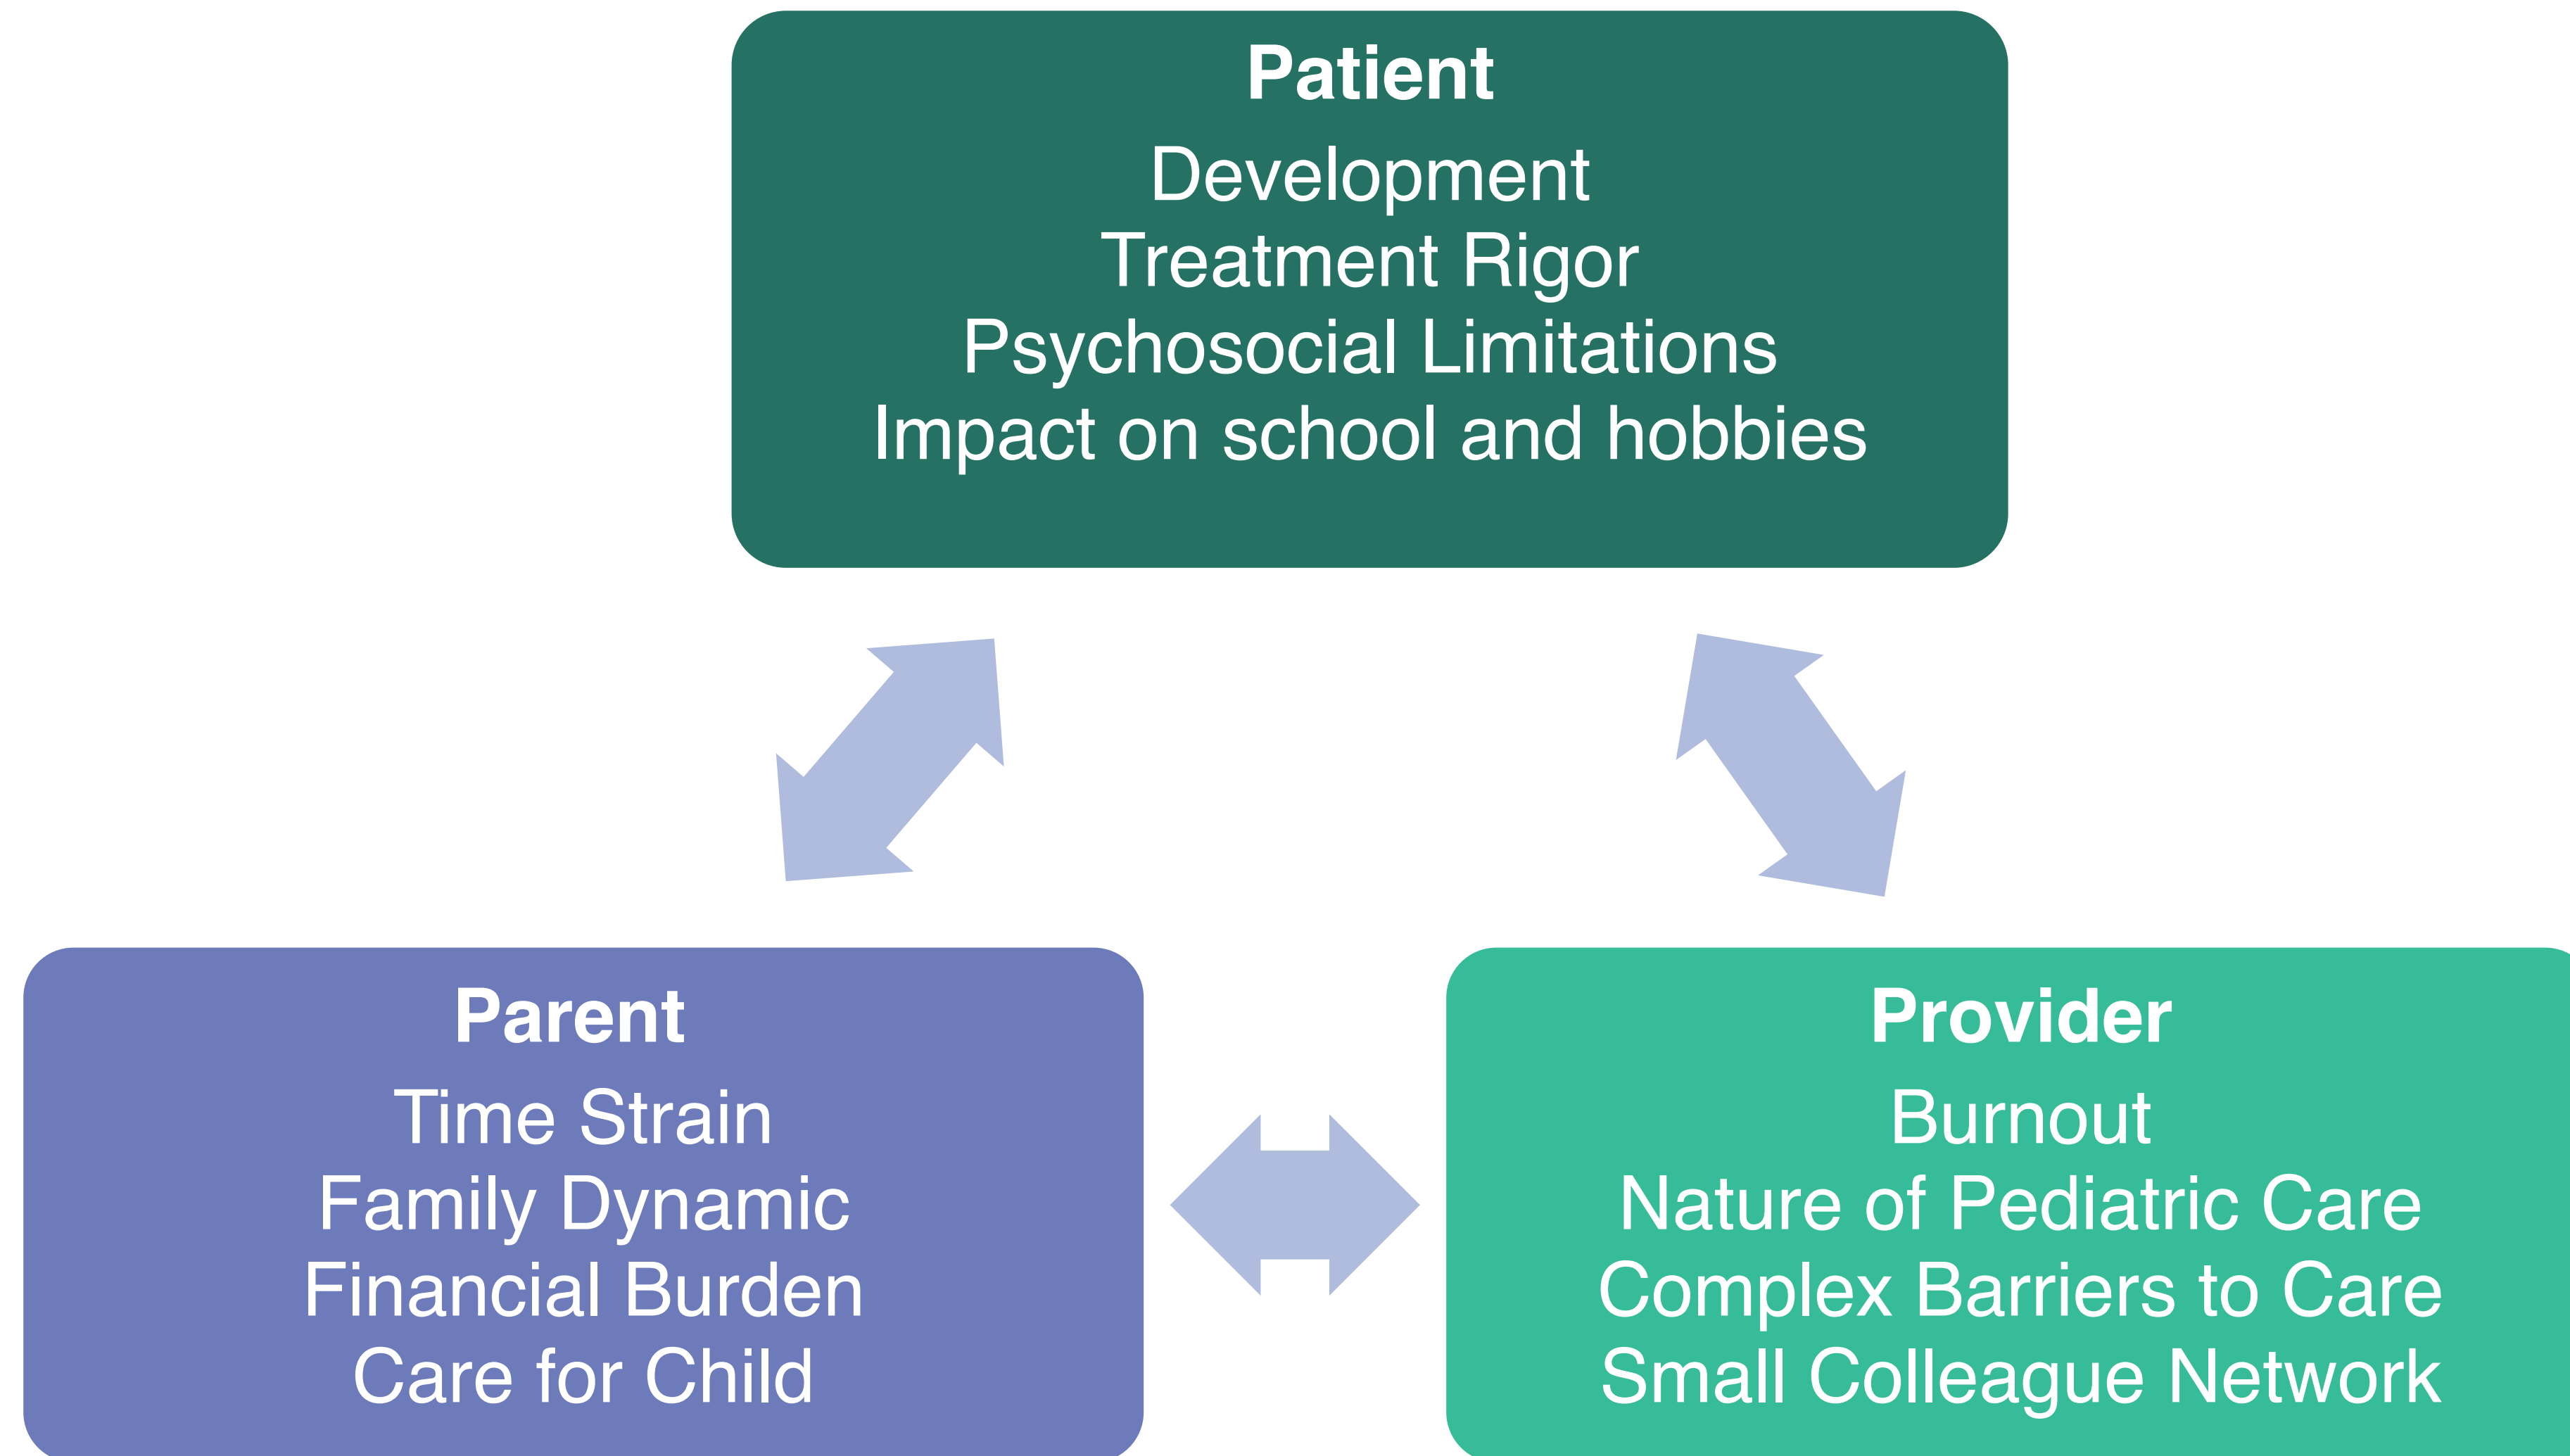 Patient
Development
Treatment Rigor
Psychosocial Limitations
Impact on school and hobbies
Parent
Time Strain
Family Dynamic
Financial Burden
Care for Child
Provider
Burnout
Nature of Pediatric Care
Complex Barriers to Care
Small Colleague Network